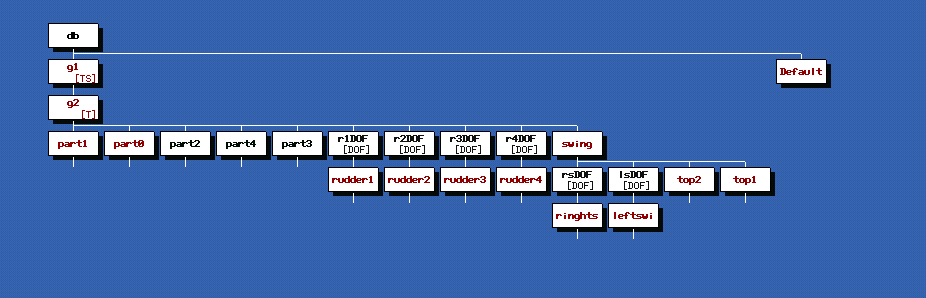 db
g1
[TS]
Default
g2
[T]
part1 part0 part2 part4 part3 r1DOF r2DOF r3DOF r4DOF swing
[DOF] [DOF] [DOF] [DOF]
rudder1 rudder2 rudder3 rudder4 rsDOF lsDOF top2 top1
[DOF] [DOF]
ringhts leftswi